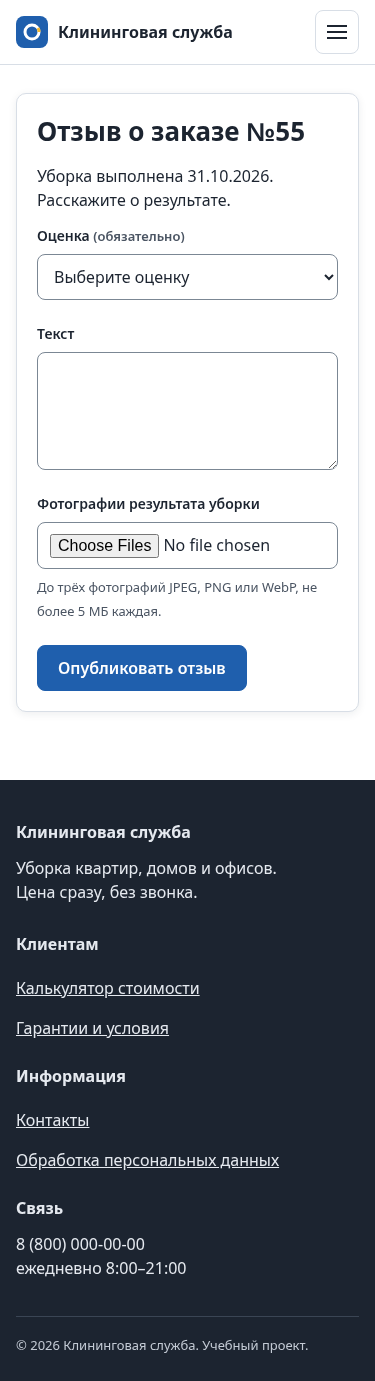 Клининговая служба
Отзыв о заказе №55
Уборка выполнена 31.10.2026.
Расскажите о результате.
Оценка (обязательно)
Выберите оценку
Текст
Фотографии результата уборки
Choose Files No file chosen
До трёх фотографий JPEG, PNG или WebP, не
более 5 МБ каждая.
Опубликовать отзыв
Клининговая служба
Уборка квартир, домов и офисов.
Цена сразу, без звонка.
Клиентам
Калькулятор стоимости
Гарантии и условия
Информация
Контакты
Обработка персональных данных
Связь
8 (800) 000-00-00
ежедневно 8:00–21:00
© 2026 Клининговая служба. Учебный проект.